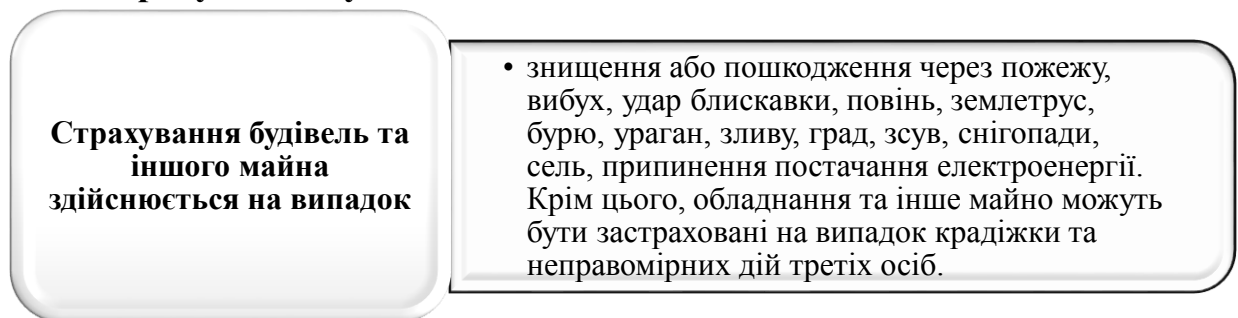 Страхування будівель та
іншого майна
здійснюється на випадок
• знищення або пошкодження через пожежу,
вибух, удар блискавки, повінь, землетрус,
бурю, ураган, зливу, град, зсув, снігопади,
сель, припинення постачання електроенергії.
Крім цього, обладнання та інше майно можуть
бути застраховані на випадок крадіжки та
неправомірних дій третіх осіб.